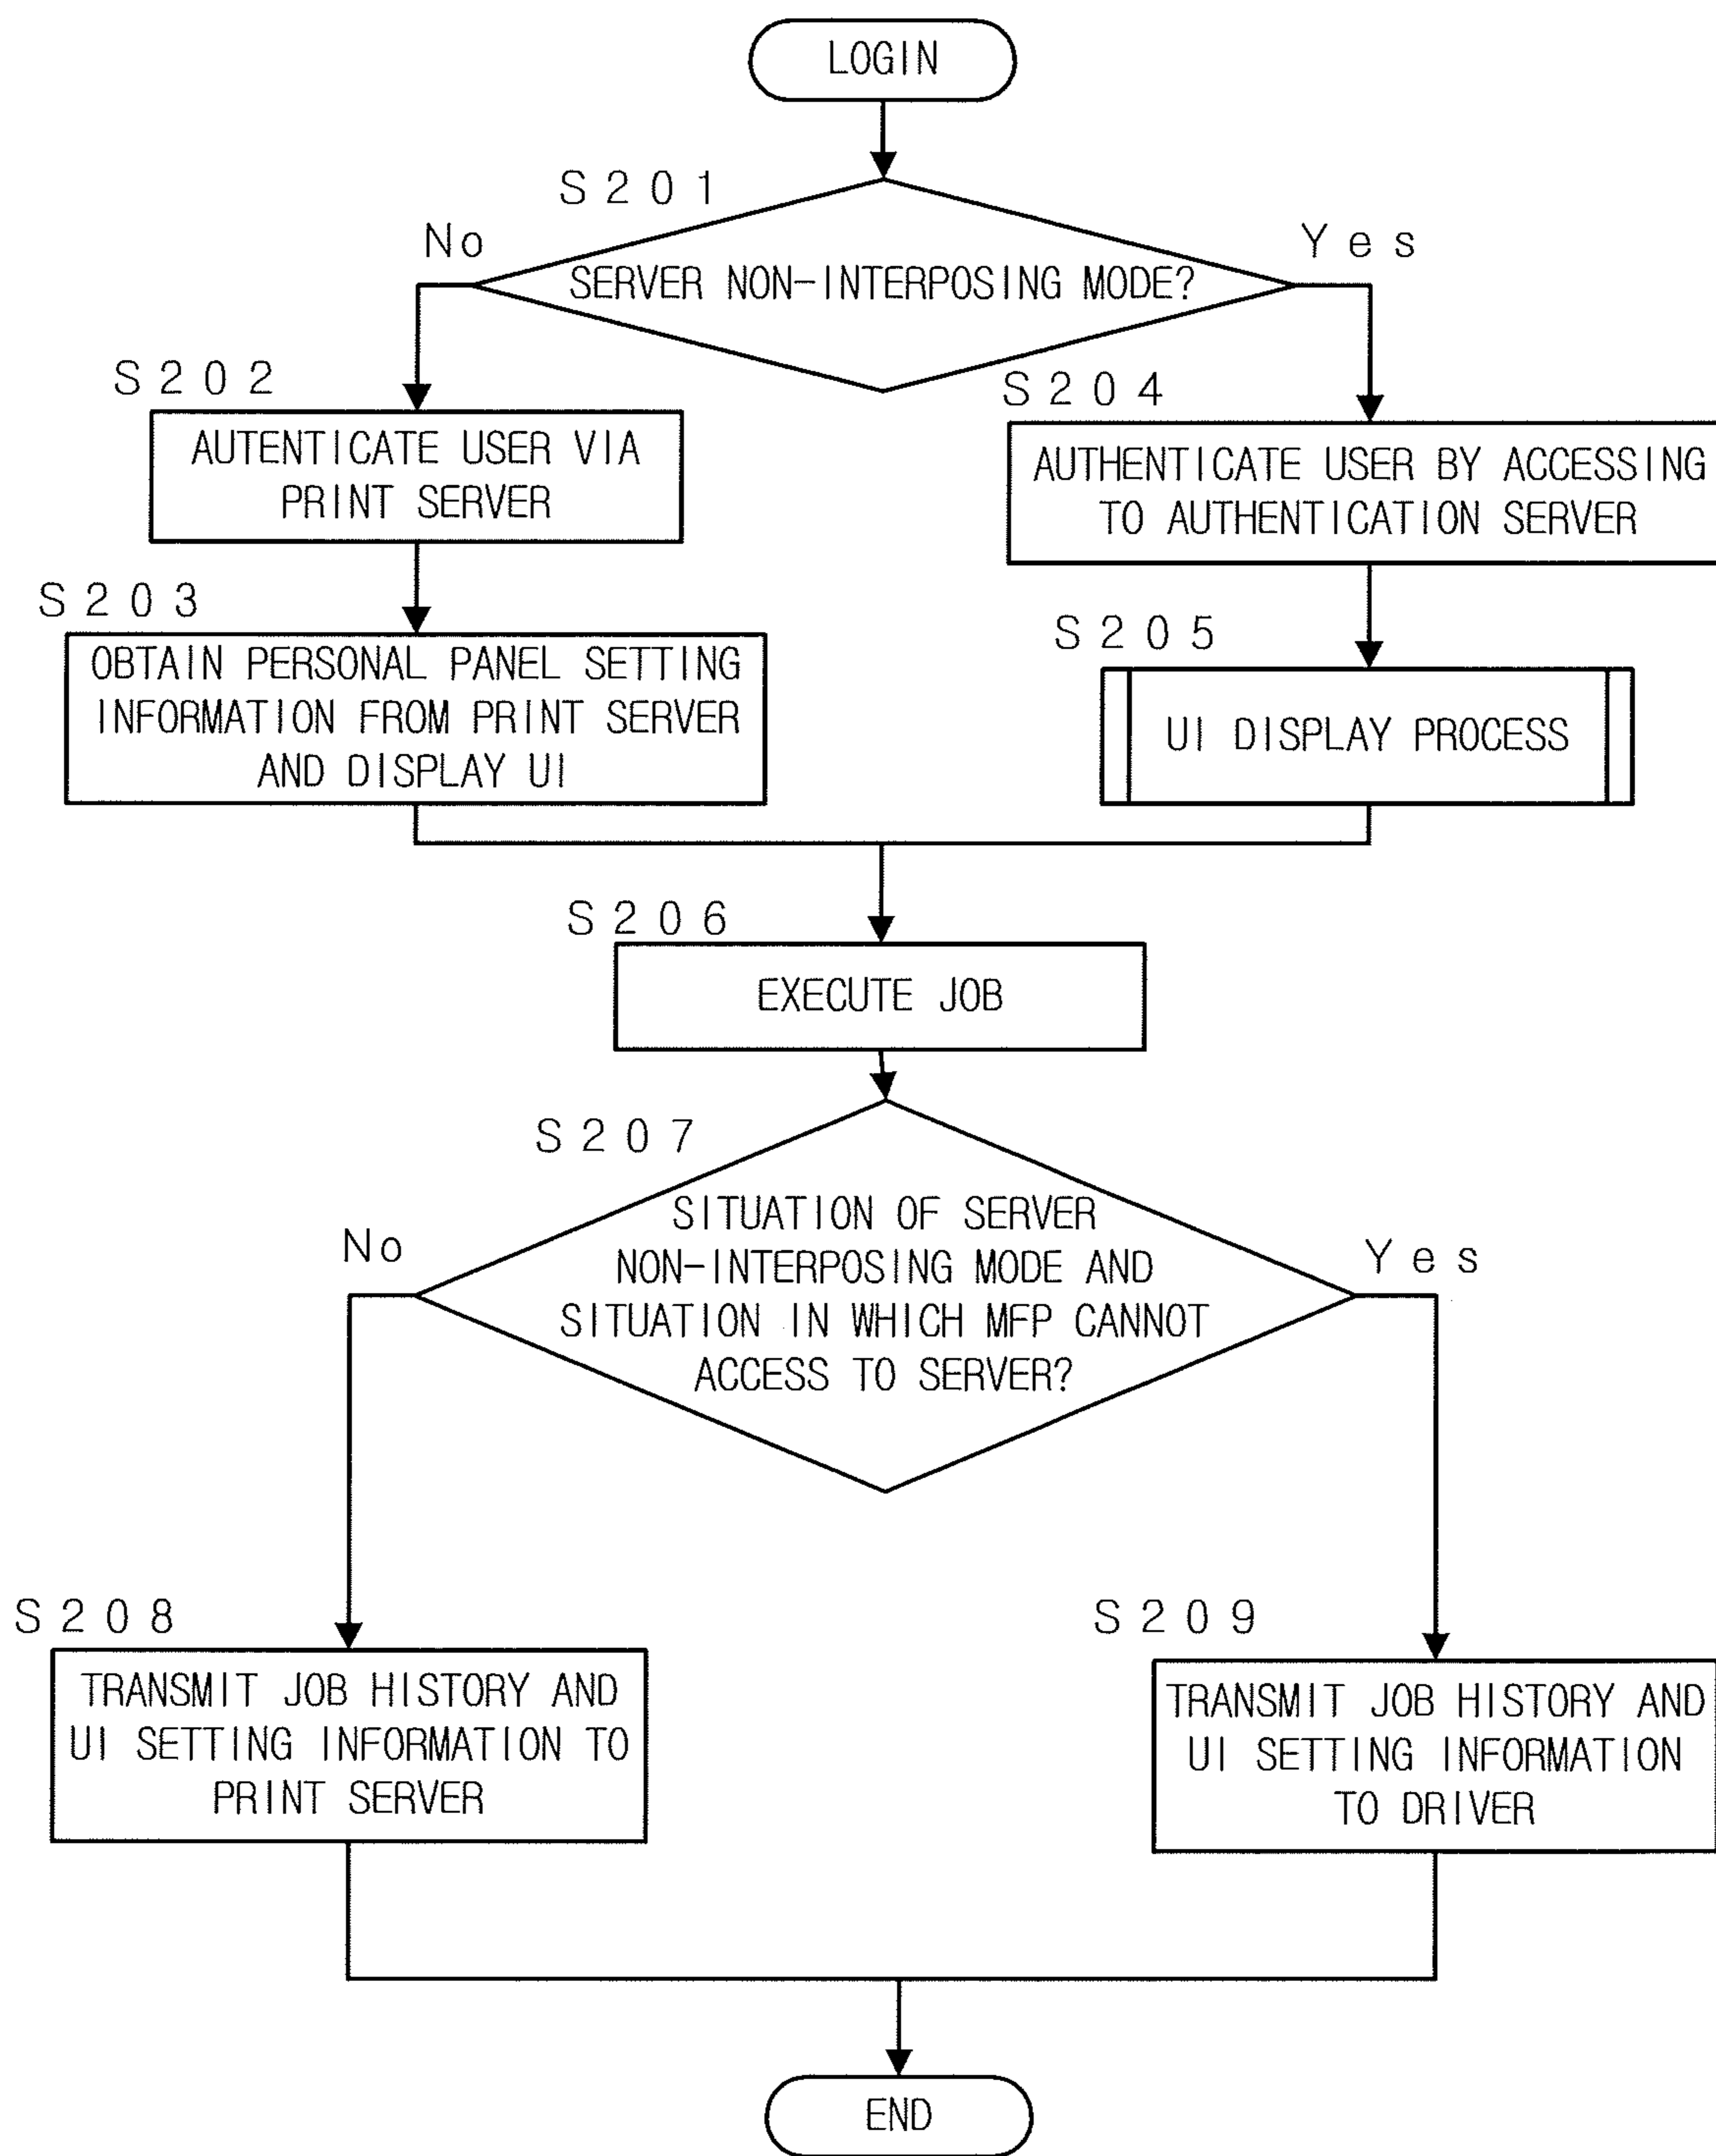 LOGIN
S201
No
Yes
SERVER NON-INTERPOSING MODE?
S202
AUTENTICATE USER VIA
PRINT SERVER
S204
AUTHENTICATE USER BY ACCESSING
TO AUTHENTICATION SERVER
S203
OBTAIN PERSONAL PANEL SETTING
INFORMATION FROM PRINT SERVER
AND DISPLAY UI
S205
UI DISPLAY PROCESS
S206
EXECUTE JOB
S207
No
Yes
SITUATION OF SERVER
NON-INTERPOSING MODE AND
SITUATION IN WHICH MFP CANNOT
ACCESS TO SERVER?
S208
TRANSMIT JOB HISTORY AND
UI SETTING INFORMATION TO
PRINT SERVER
S209
TRANSMIT JOB HISTORY AND
UI SETTING INFORMATION
TO DRIVER
END